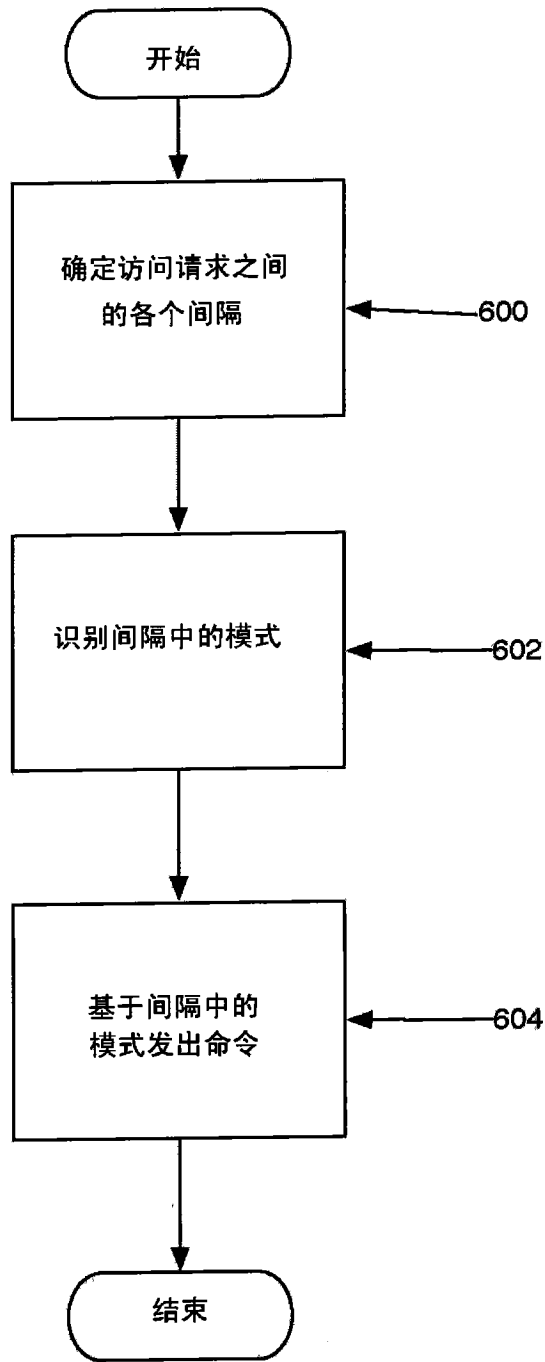 开始
确定访问请求之间
的各个间隔
600
识别间隔中的模式
602
基于间隔中的
模式发出命令
604
结束